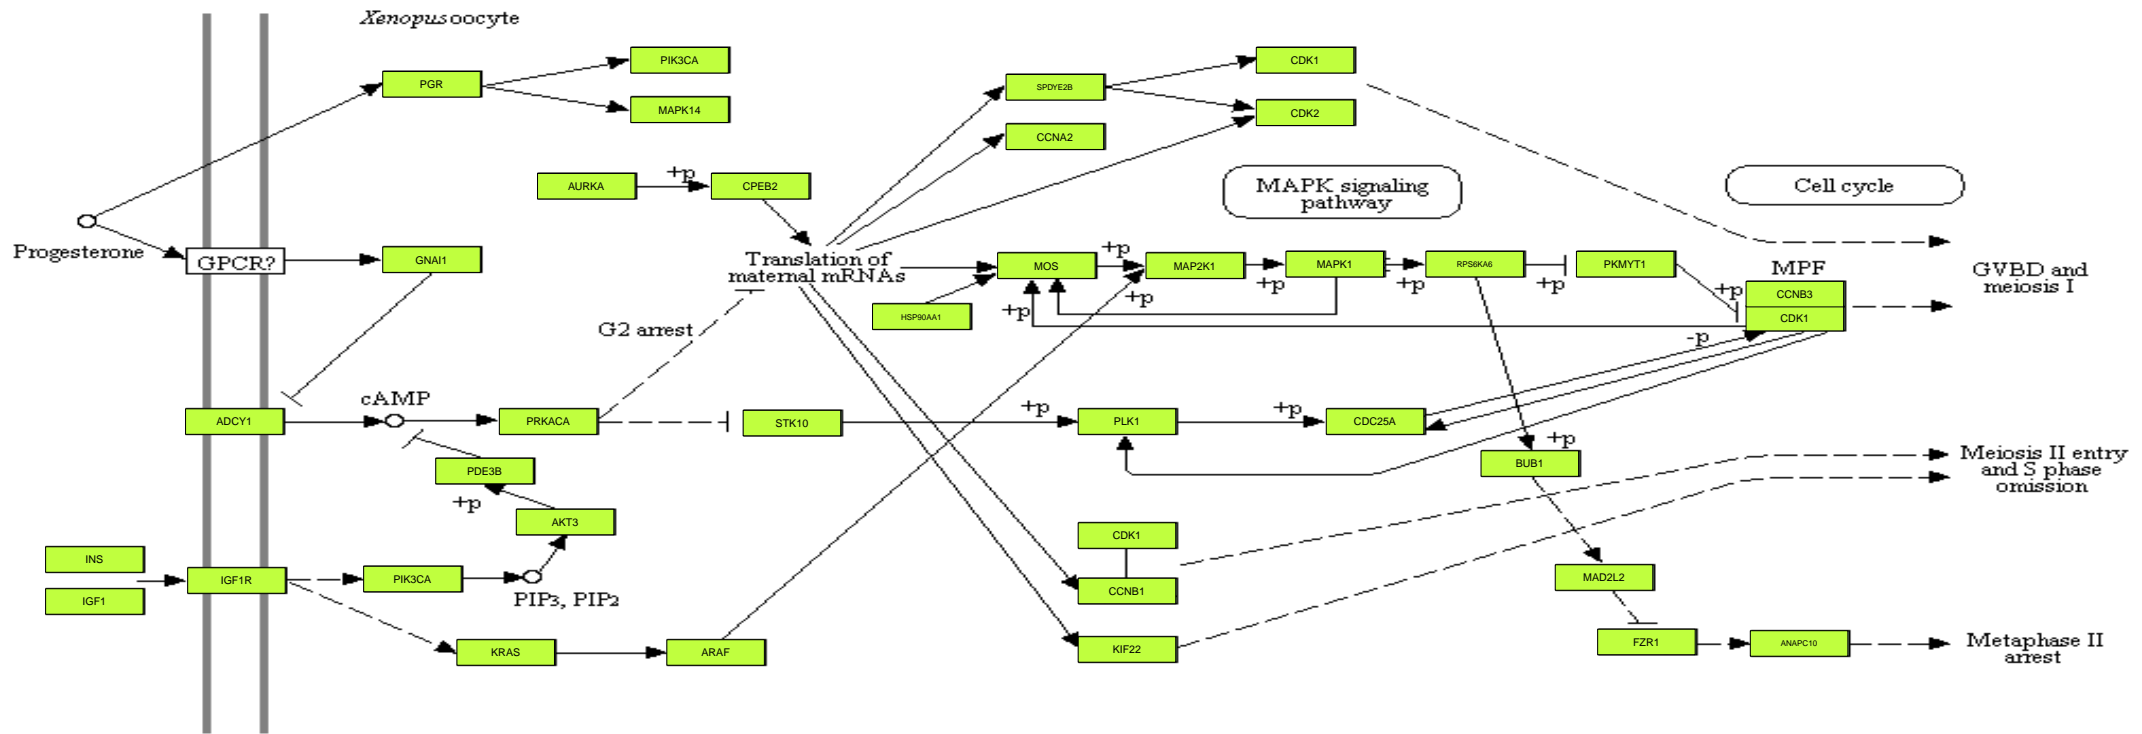 Xenopus oocyte
PIK3CA
CDK1
PGR
SPDYE2B
MAPK14
CDK2
CCNA2
+p
AURKA
CPEB2
MAPK signaling
pathway
Cell cycle
Progesterone
GPCR?
GNAI1
Translation of
maternal mRNAs
MOS
+p
MAP2K1
+p
MAPK1
+p
RPS6KA6
+p
PKMYT1
MPF
+p
CCNB3
CDK1
-p
GVBD and
meiosis I
HSP90AA1
+p
+p
G2 arrest
cAMP
ADCY1
PRKACA
STK10
+p
PLK1
+p
CDC25A
+p
BUB1
PDE3B
+p
AKT3
Meiosis II entry
and S phase
omission
CDK1
CCNB1
INS
IGF1
IGF1R
PIK3CA
PIP3, PIP2
MAD2L2
KRAS
ARAF
KIF22
FZR1
ANAPC10
Metaphase II
arrest